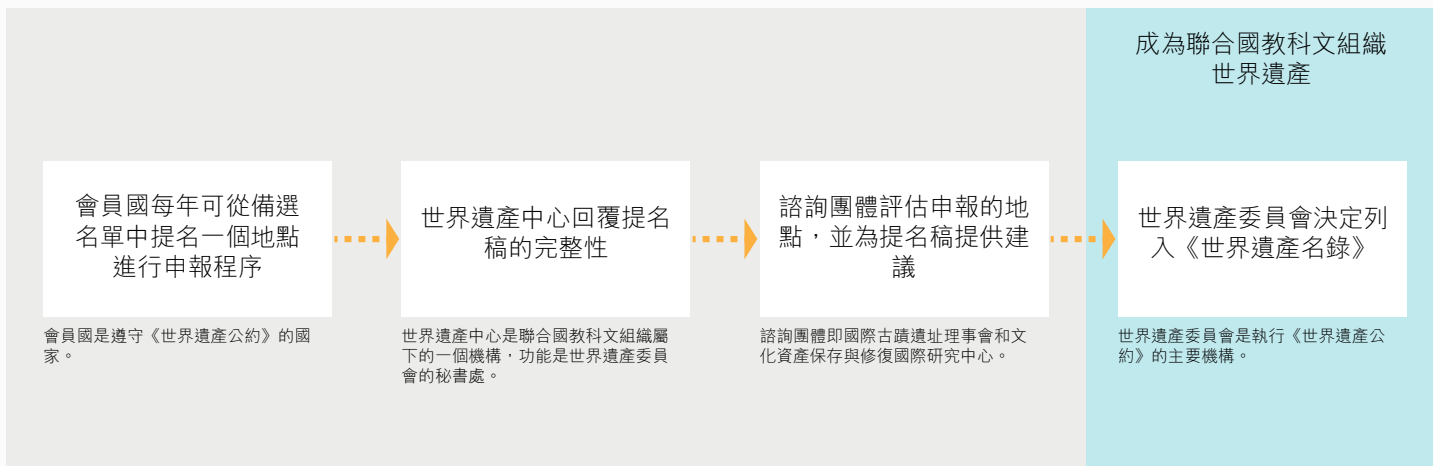 成為聯合國教科文組織
世界遺產
會員國每年可從備選
名單中提名一個地點
進行申報程序
世界遺產中心回覆提名
稿的完整性
諮詢團體評估申報的地
點，並為提名稿提供建
議
世界遺產委員會決定列
入《世界遺產名錄》
會員國是遵守《世界遺產公約》的國
家。
世界遺產中心是聯合國教科文組織屬
下的一個機構，功能是世界遺產委員
會的秘書處。
諮詢團體即國際古蹟遺址理事會和文
化資產保存與修復國際研究中心。
世界遺產委員會是執行《世界遺產公
約》的主要機構。